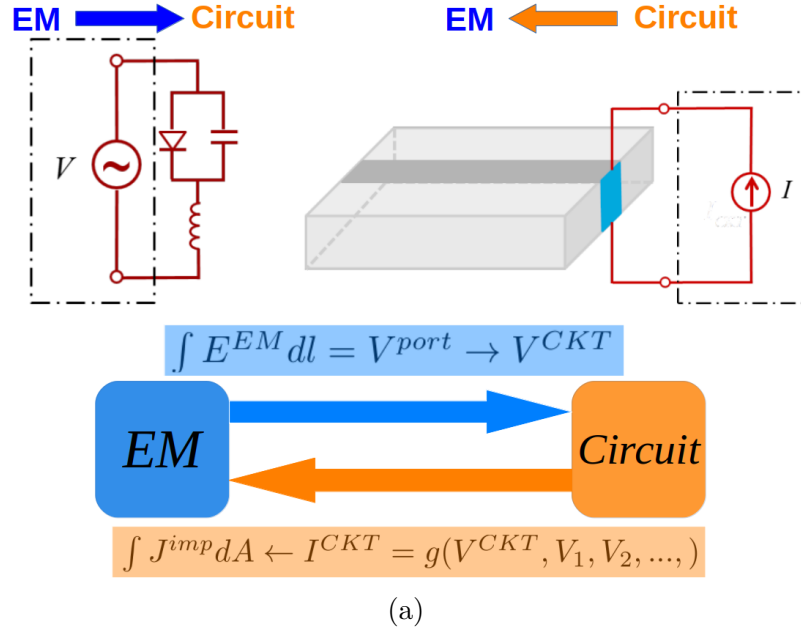 EM Circuit
EM Circuit
V
I
∫ E^{EM} dl = V^{port} → V^{CKT}
EM
Circuit
∫ J^{imp} dA ← I^{CKT} = g(V^{CKT}, V_1, V_2, ..., )
(a)